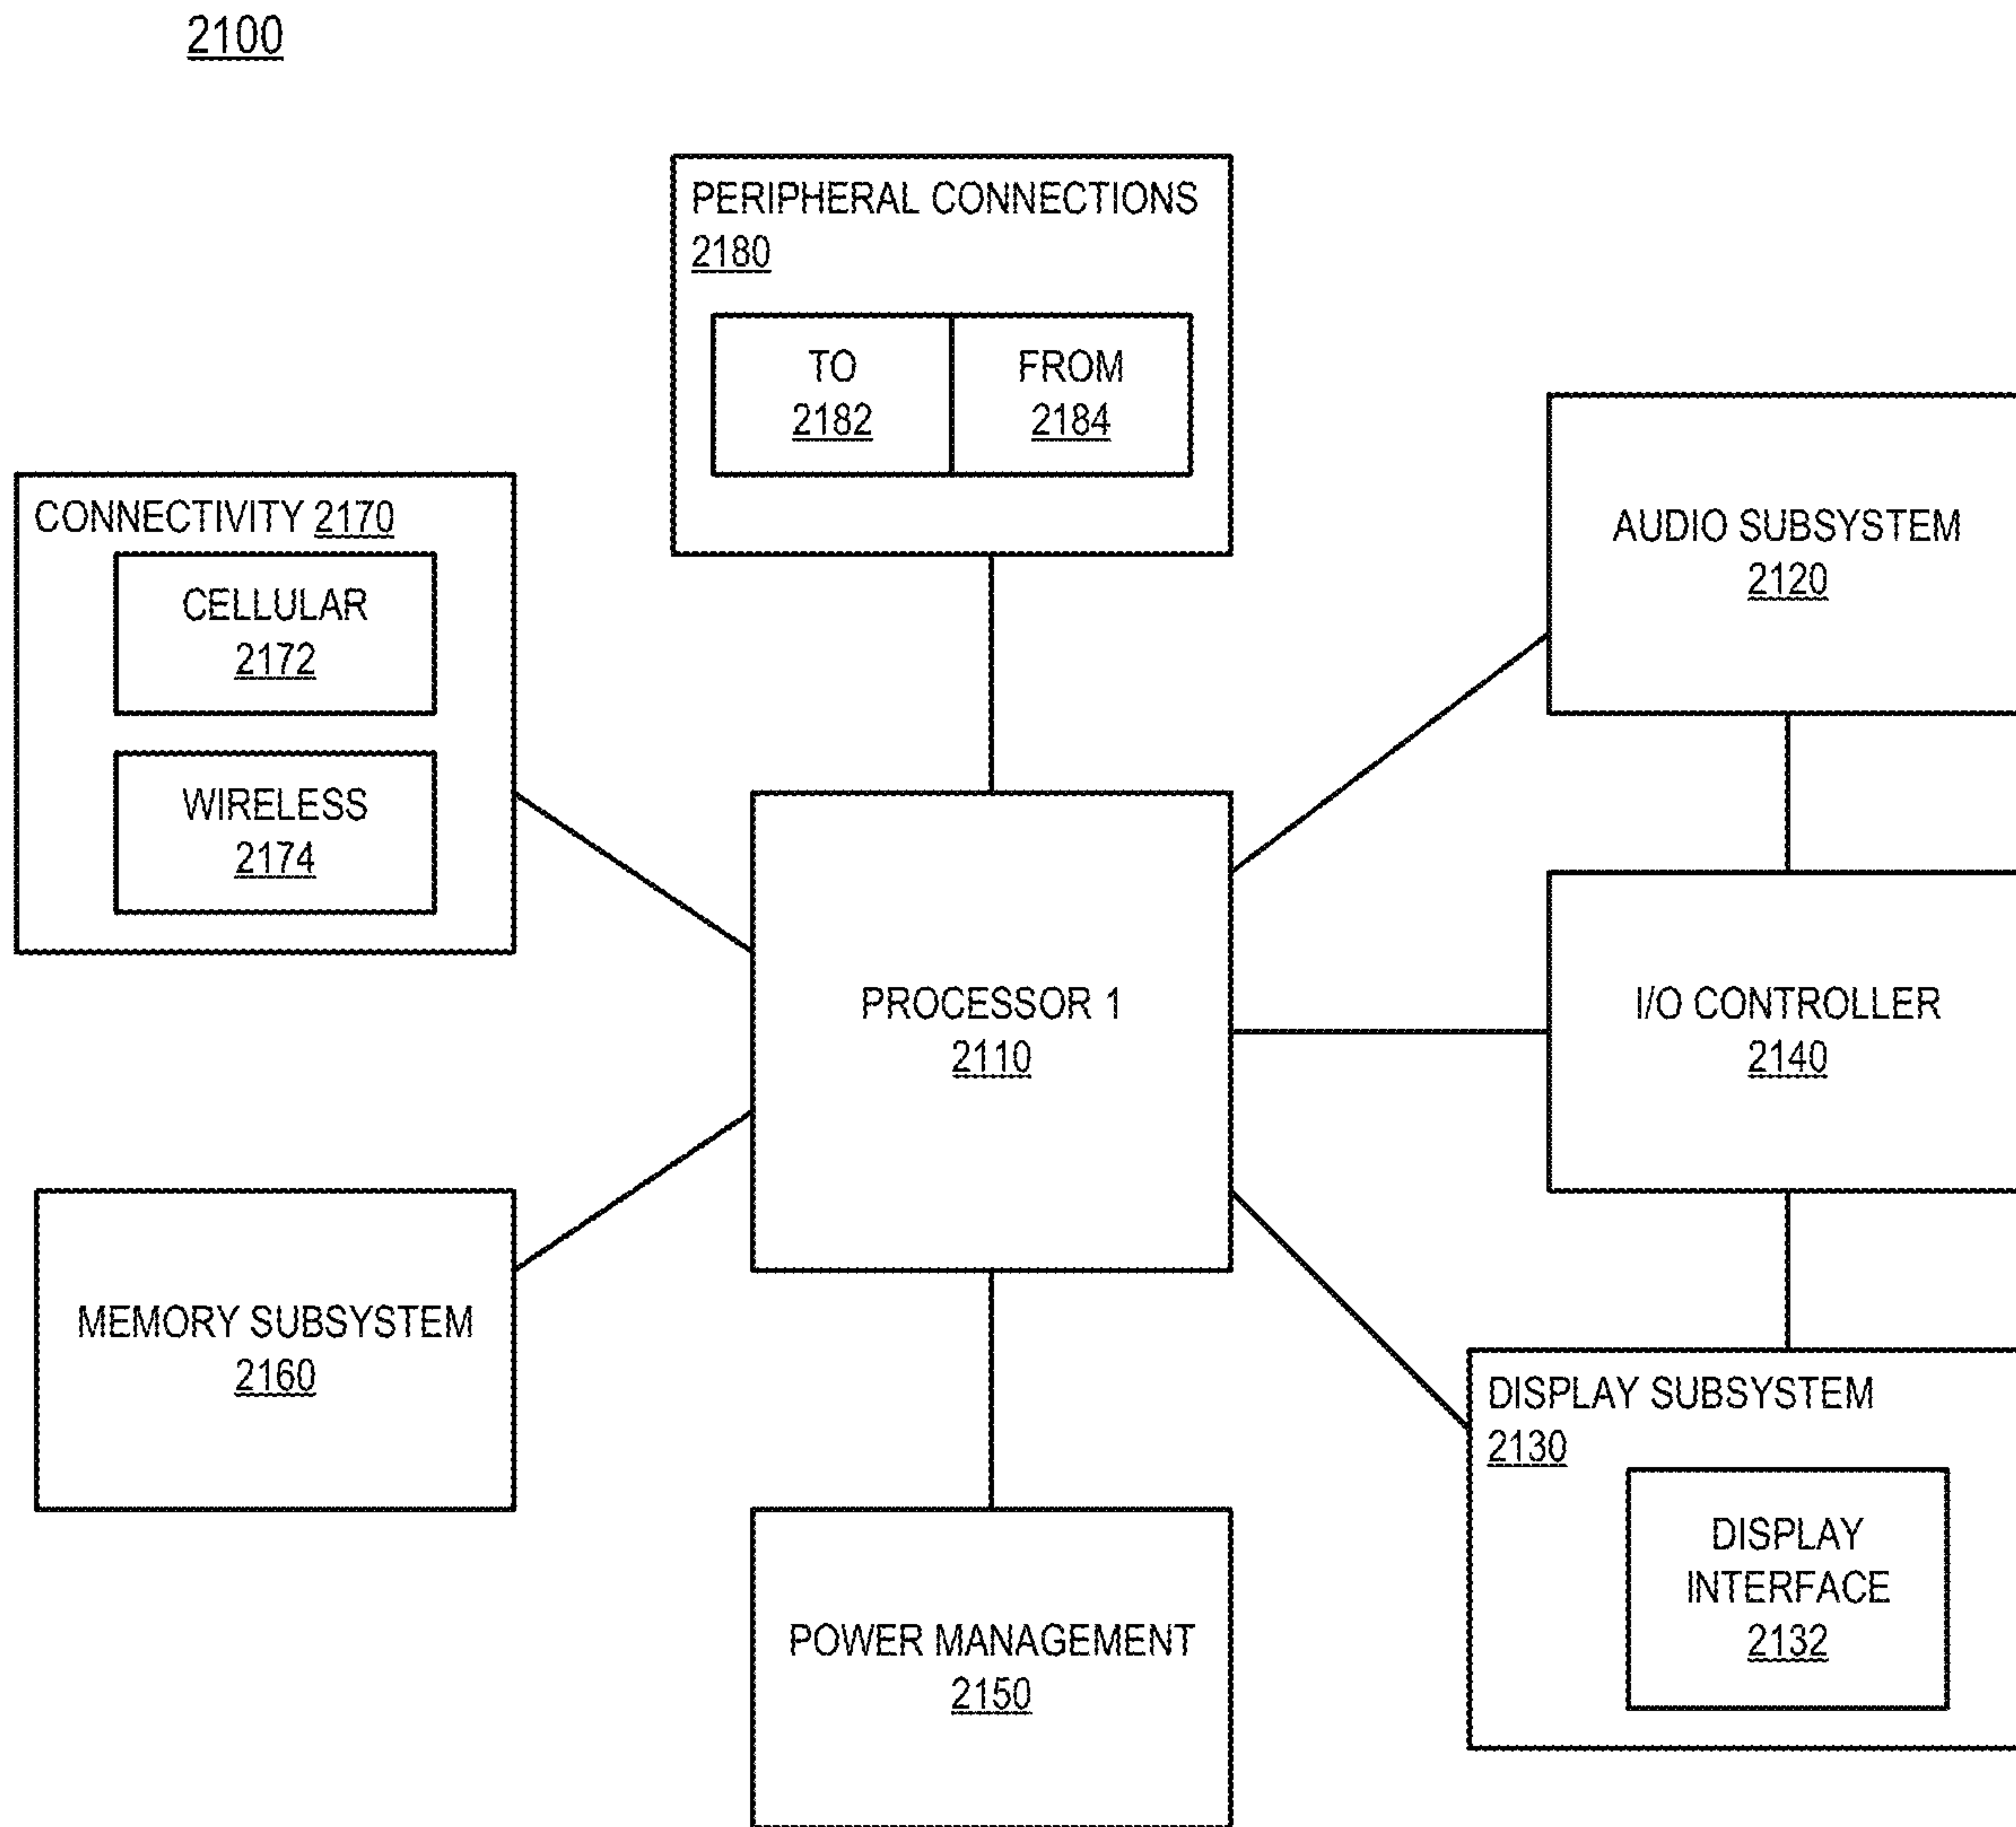 2100
PERIPHERAL CONNECTIONS
2180
TO
2182
FROM
2184
AUDIO SUBSYSTEM
2120
CONNECTIVITY 2170
CELLULAR
2172
WIRELESS
2174
PROCESSOR 1
2110
I/O CONTROLLER
2140
MEMORY SUBSYSTEM
2160
DISPLAY SUBSYSTEM
2130
DISPLAY
INTERFACE
2132
POWER MANAGEMENT
2150